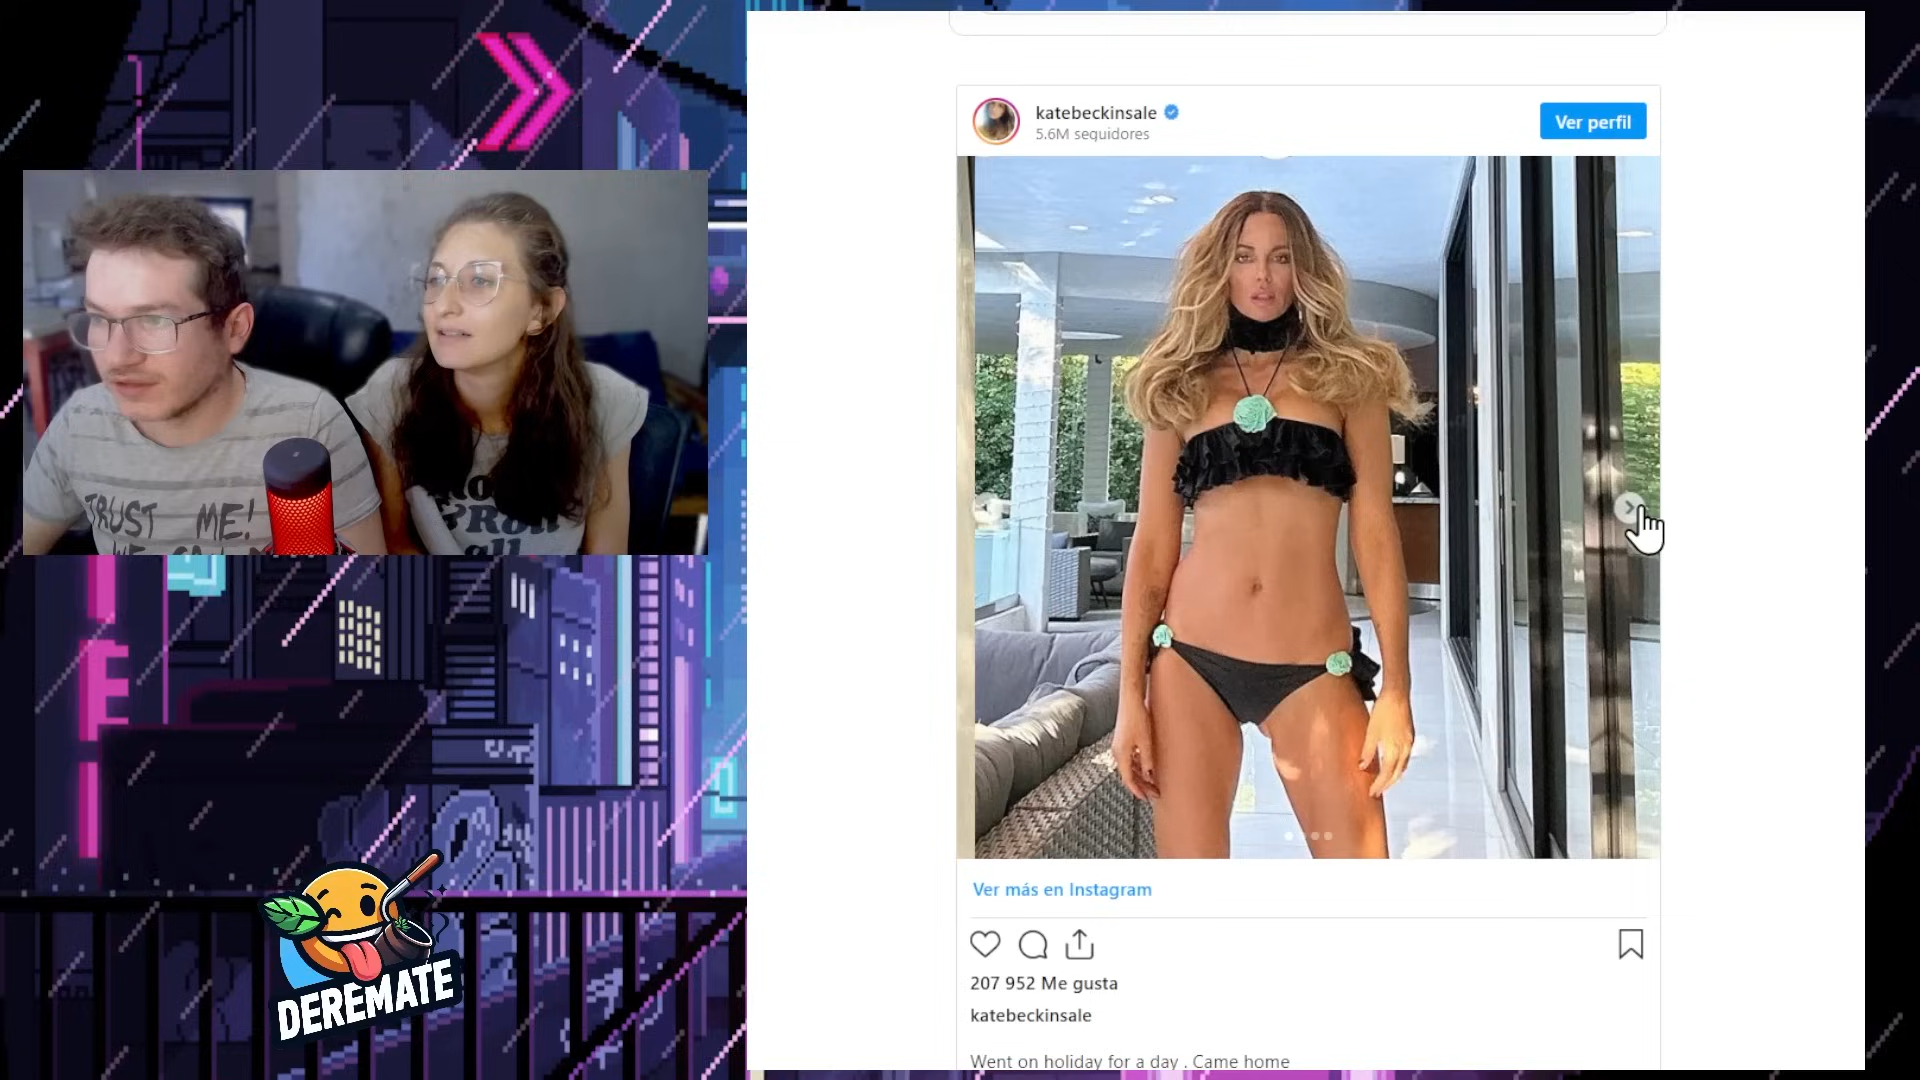 katebeckinsale
5.6M seguidores
Ver perfil
TRUST ME!
Ver más en Instagram
207 952 Me gusta
katebeckinsale
Went on holiday for a day . Came home
DEREMATE